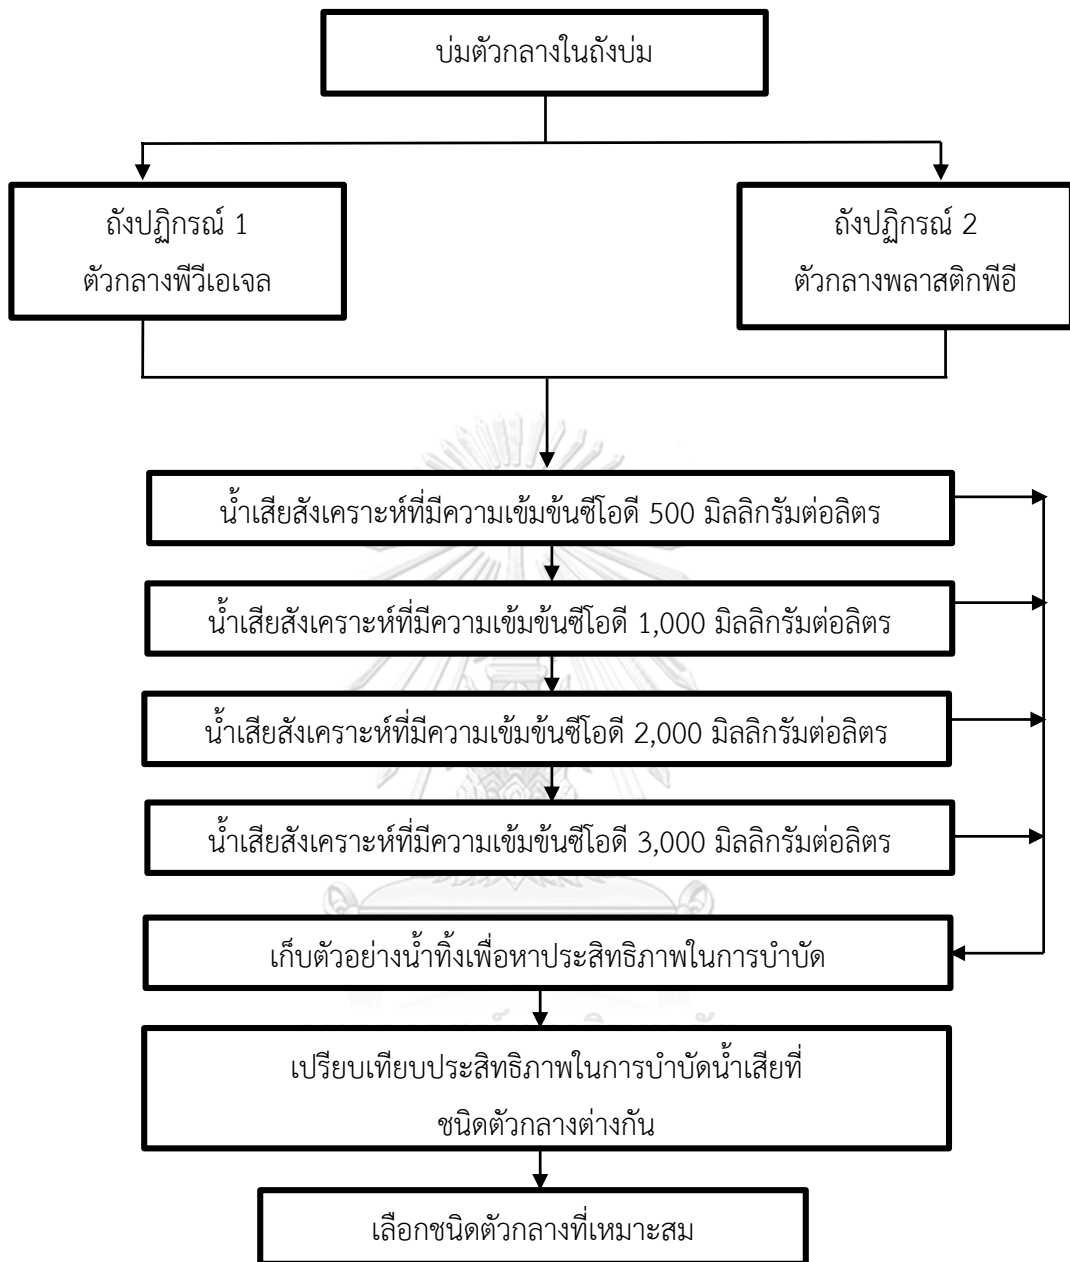 บ่มตัวกลางในถังบ่ม
ถังปฏิกรณ์ 1
ตัวกลางพีวีเอเจล
ถังปฏิกรณ์ 2
ตัวกลางพลาสติกพีอี
น้ำเสียสังเคราะห์ที่มีความเข้มข้นซีโอดี 500 มิลลิกรัมต่อลิตร
น้ำเสียสังเคราะห์ที่มีความเข้มข้นซีโอดี 1,000 มิลลิกรัมต่อลิตร
น้ำเสียสังเคราะห์ที่มีความเข้มข้นซีโอดี 2,000 มิลลิกรัมต่อลิตร
น้ำเสียสังเคราะห์ที่มีความเข้มข้นซีโอดี 3,000 มิลลิกรัมต่อลิตร
เก็บตัวอย่างน้ำทิ้งเพื่อหาประสิทธิภาพในการบำบัด
เปรียบเทียบประสิทธิภาพในการบำบัดน้ำเสียที่
ชนิดตัวกลางต่างกัน
เลือกชนิดตัวกลางที่เหมาะสม